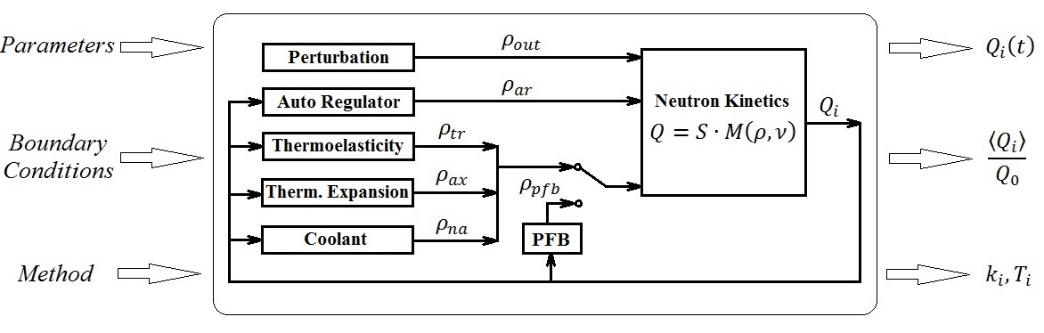 Parameters
Boundary
Conditions
Method
Perturbation
Auto Regulator
Thermoelasticity
Therm. Expansion
Coolant
ρ_out
ρ_ar
ρ_tr
ρ_ax
ρ_na
ρ_pfb
PFB
Neutron Kinetics
Q = S · M(ρ, ν)
Q_i
Q_i(t)
⟨Q_i⟩
Q_0
k_i, T_i